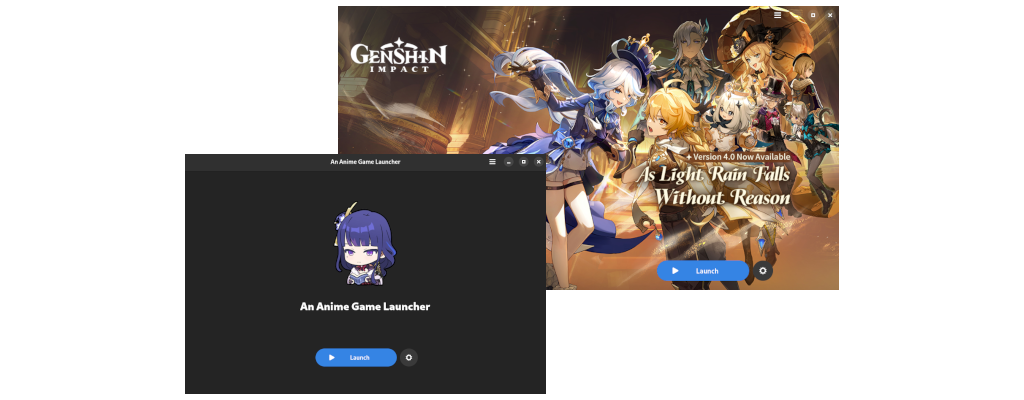 GENSHIN
IMPACT
Version 4.0 Now Available
As Light Rain Falls
Without Reason
Launch
An Anime Game Launcher
An Anime Game Launcher
Launch